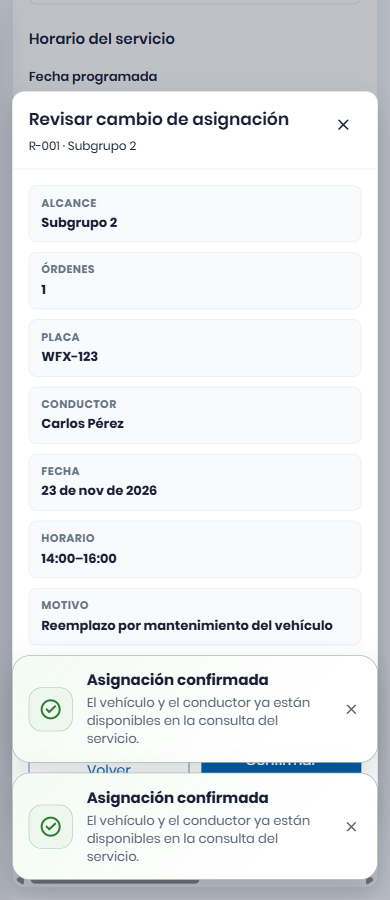 Horario del servicio
Fecha programada
Revisar cambio de asignación
R-001 · Subgrupo 2
ALCANCE
Subgrupo 2
ÓRDENES
1
PLACA
WFX-123
CONDUCTOR
Carlos Pérez
FECHA
23 de nov de 2026
HORARIO
14:00–16:00
MOTIVO
Reemplazo por mantenimiento del vehículo
Asignación confirmada
El vehículo y el conductor ya están
disponibles en la consulta del
servicio.
Volver
Confirmar
Asignación confirmada
El vehículo y el conductor ya están
disponibles en la consulta del
servicio.